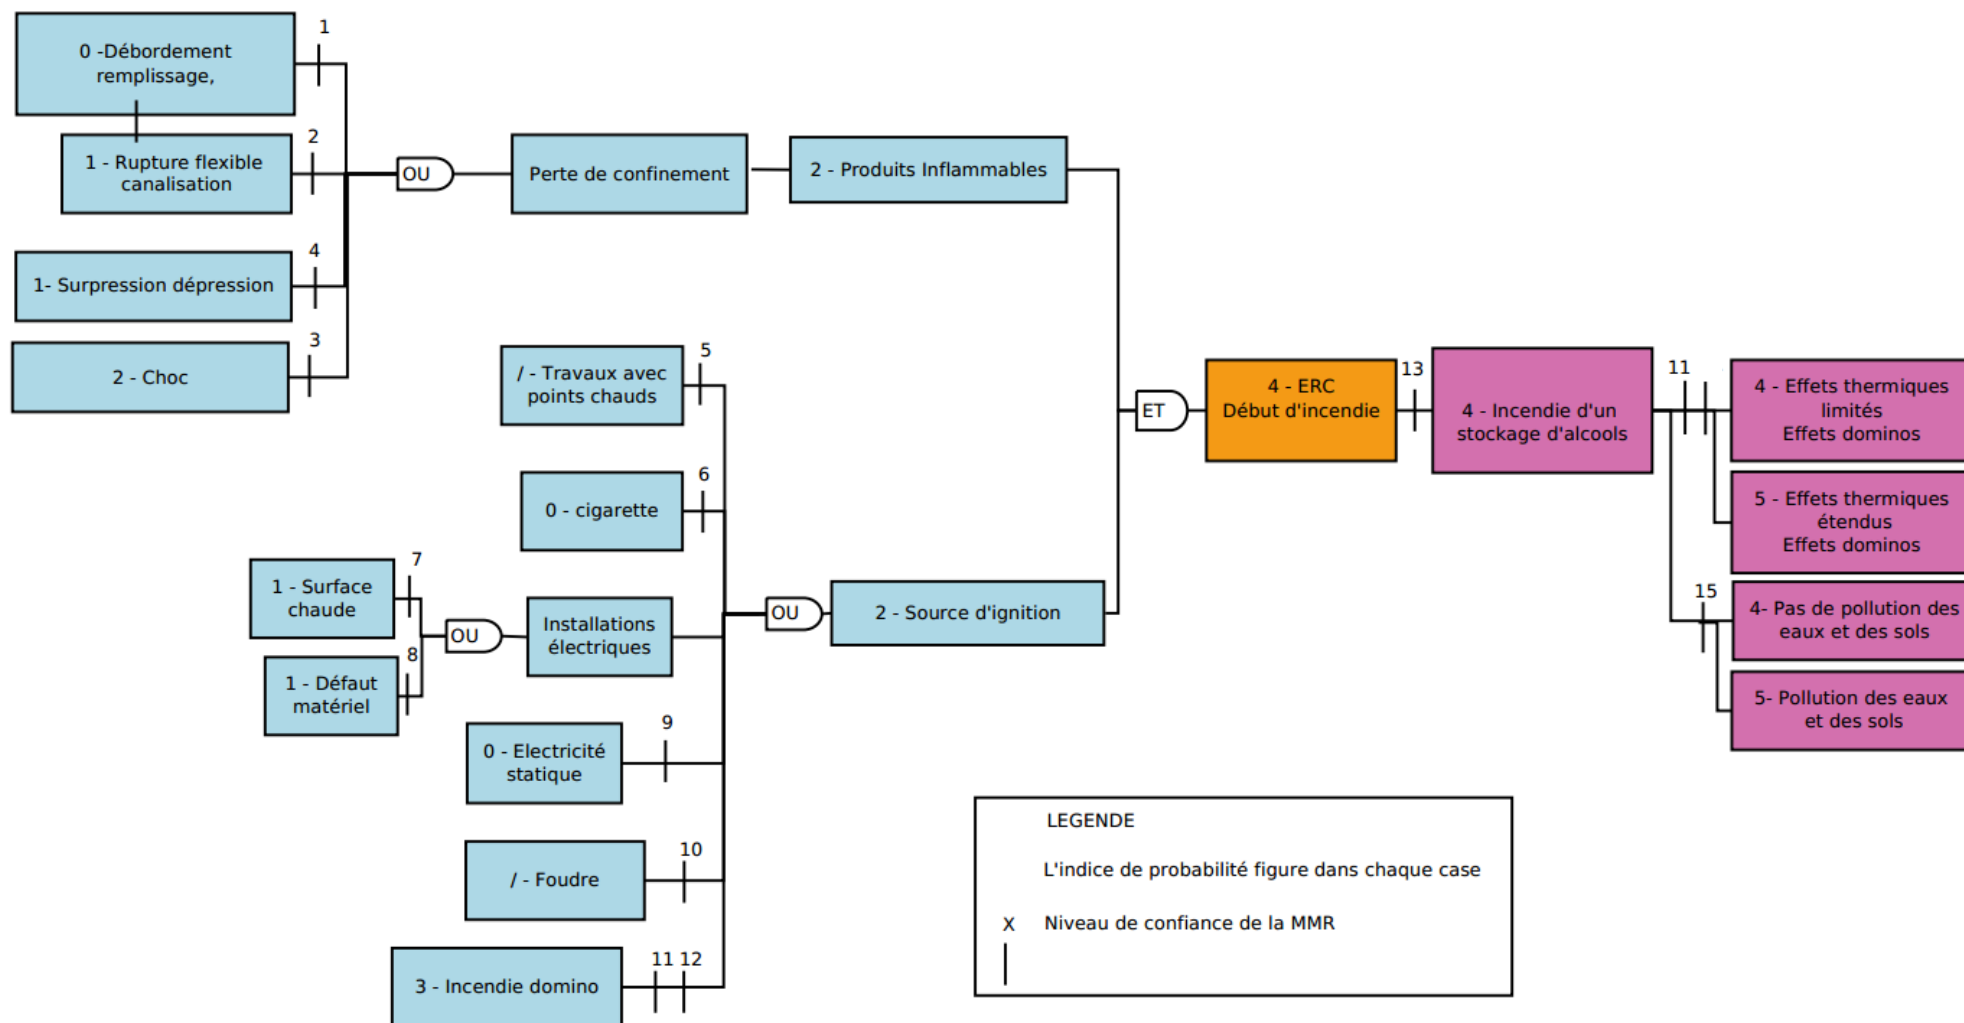 1
0 -Débordement
remplissage,
2
1 - Rupture flexible
canalisation
OU
Perte de confinement
2 - Produits Inflammables
4
1- Surpression dépression
3
2 - Choc
5
/ - Travaux avec
points chauds
6
0 - cigarette
7
1 - Surface
chaude
OU
Installations
électriques
8
1 - Défaut
matériel
OU
2 - Source d'ignition
9
0 - Electricité
statique
10
/ - Foudre
11 12
3 - Incendie domino
ET
4 - ERC
Début d'incendie
13
4 - Incendie d'un
stockage d'alcools
11
4 - Effets thermiques
limités
Effets dominos
5 - Effets thermiques
étendus
Effets dominos
15
4- Pas de pollution des
eaux et des sols
5- Pollution des eaux
et des sols
LEGENDE
L'indice de probabilité figure dans chaque case
X Niveau de confiance de la MMR